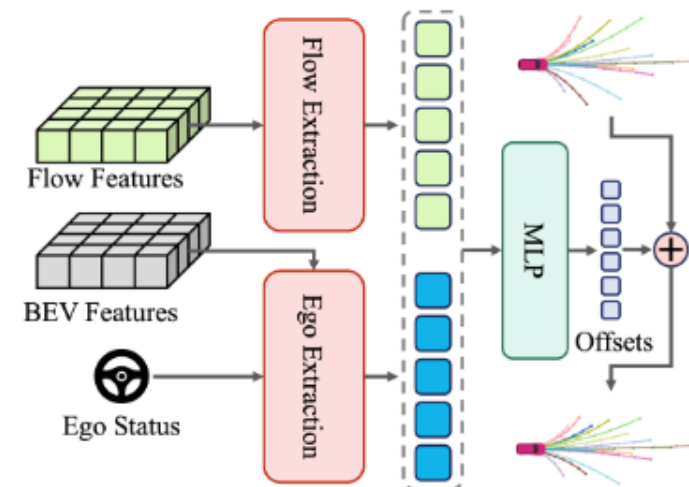 Flow Features
Flow Extraction
BEV Features
Ego Status
Ego Extraction
MLP
Offsets